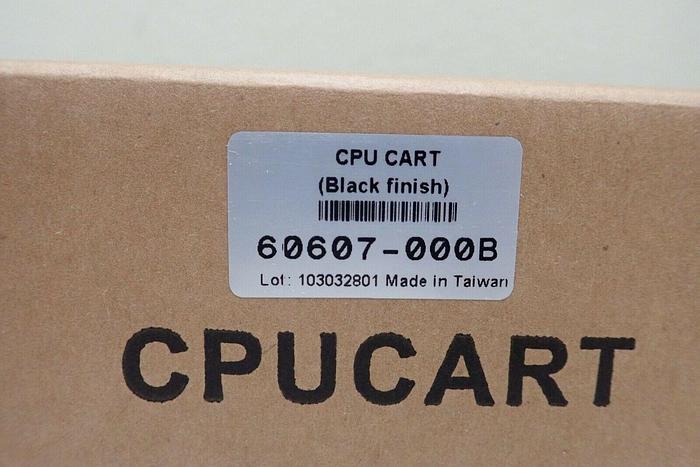 CPU CART
(Black finish)
60607-000B
Lot: 103032801 Made in Taiwan
CPUCART